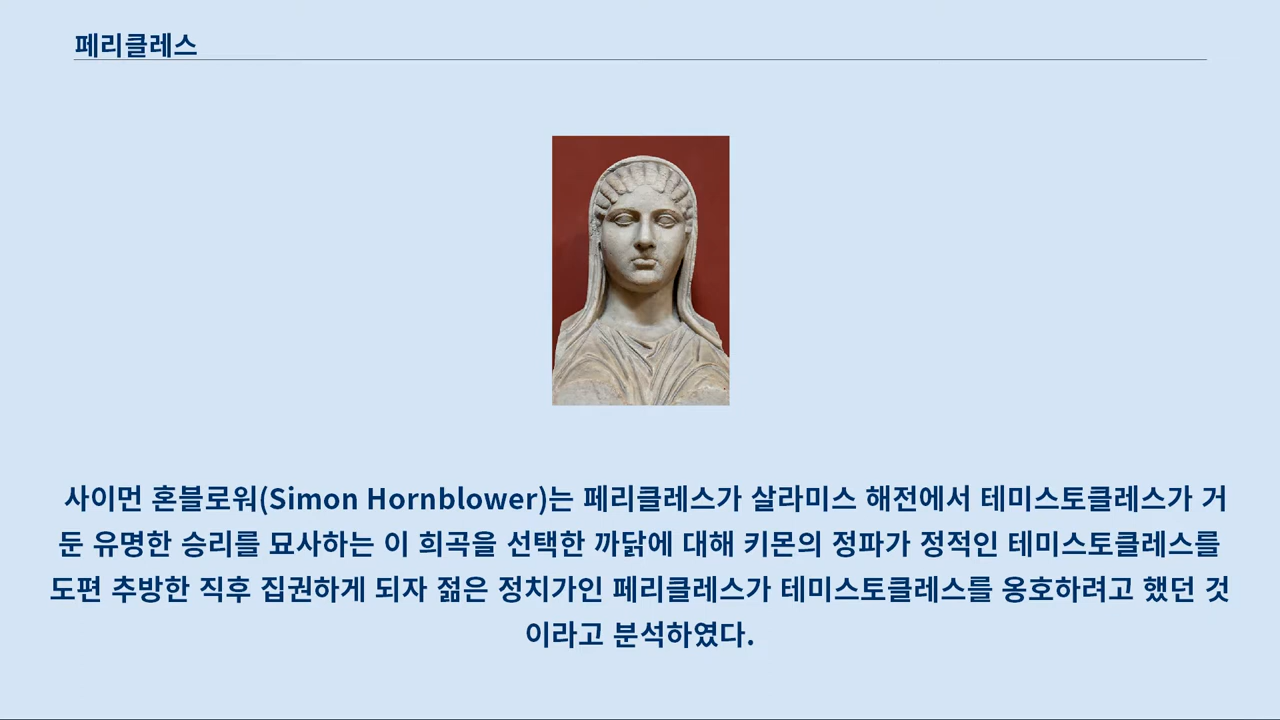 페리클레스
사이먼 혼블로워(Simon Hornblower)는 페리클레스가 살라미스 해전에서 테미스토클레스가 거
둔 유명한 승리를 묘사하는 이 희곡을 선택한 까닭에 대해 키몬의 정파가 정적인 테미스토클레스를
도편 추방한 직후 집권하게 되자 젊은 정치가인 페리클레스가 테미스토클레스를 옹호하려고 했던 것
이라고 분석하였다.